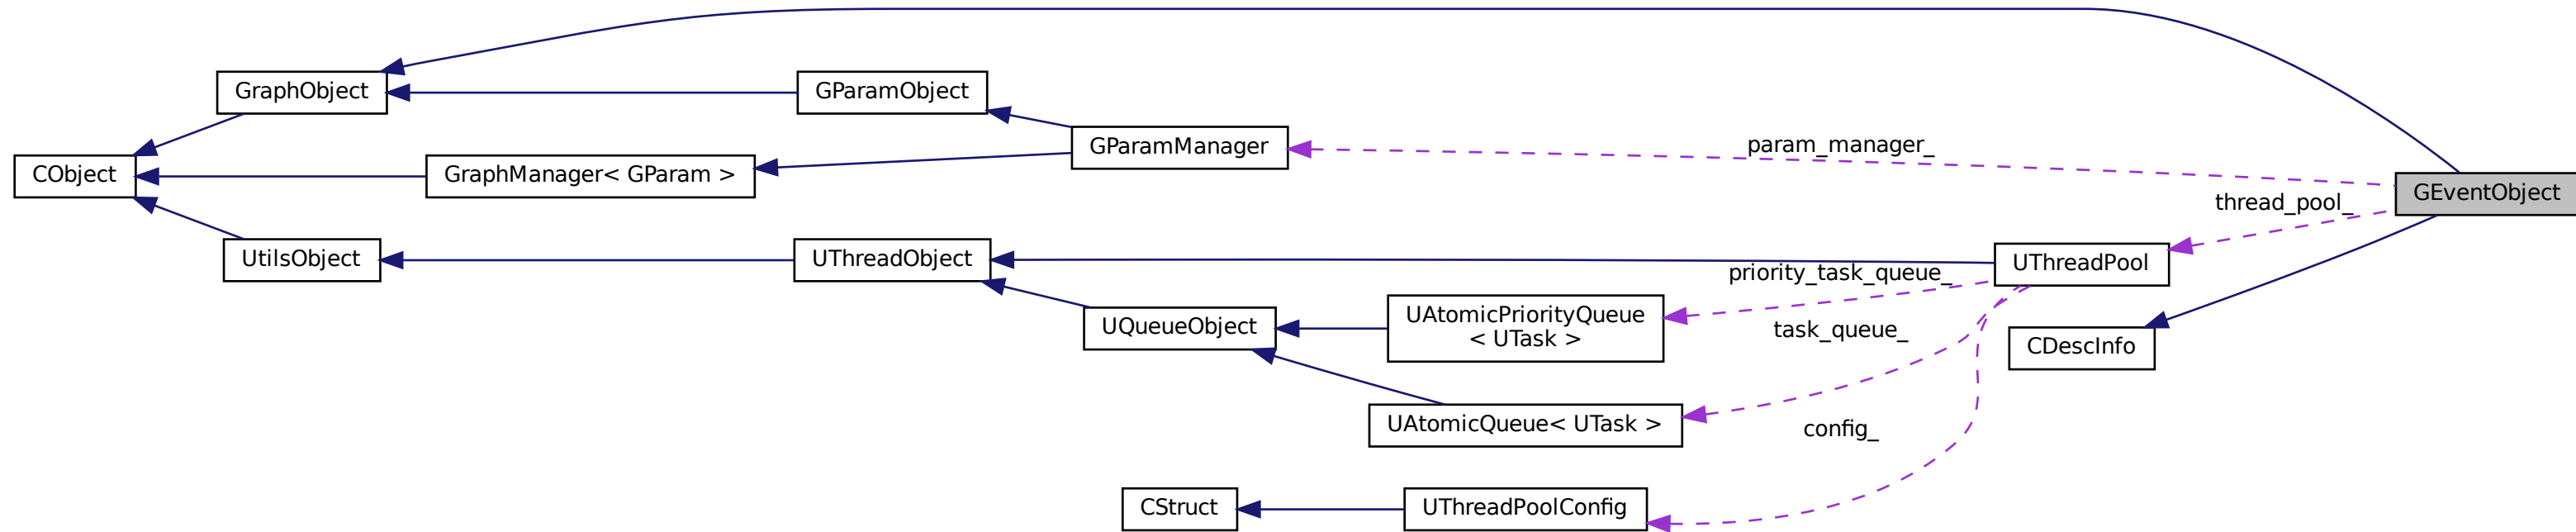 GraphObject
GParamObject
GParamManager
param_manager_
CObject
GraphManager< GParam >
GEventObject
thread_pool_
UtilsObject
UThreadObject
UThreadPool
priority_task_queue_
UQueueObject
UAtomicPriorityQueue
< UTask >
task_queue_
CDescInfo
UAtomicQueue< UTask >
config_
CStruct
UThreadPoolConfig